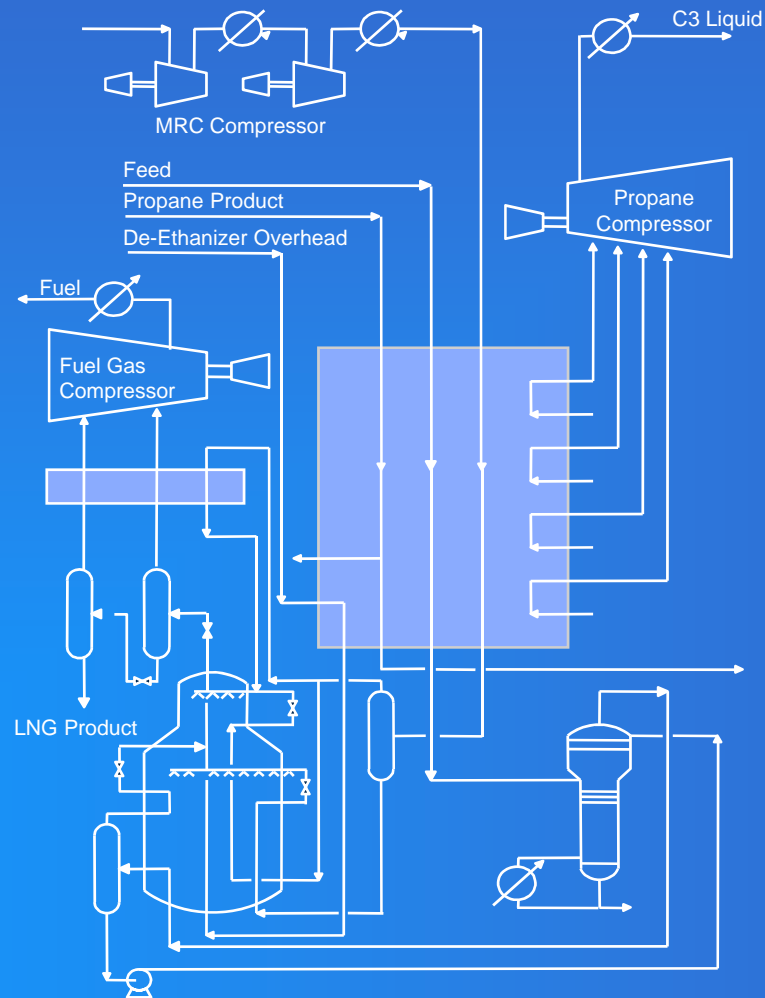 C3 Liquid
MRC Compressor
Feed
Propane Product
De-Ethanizer Overhead
Propane
Compressor
Fuel
Fuel Gas
Compressor
LNG Product